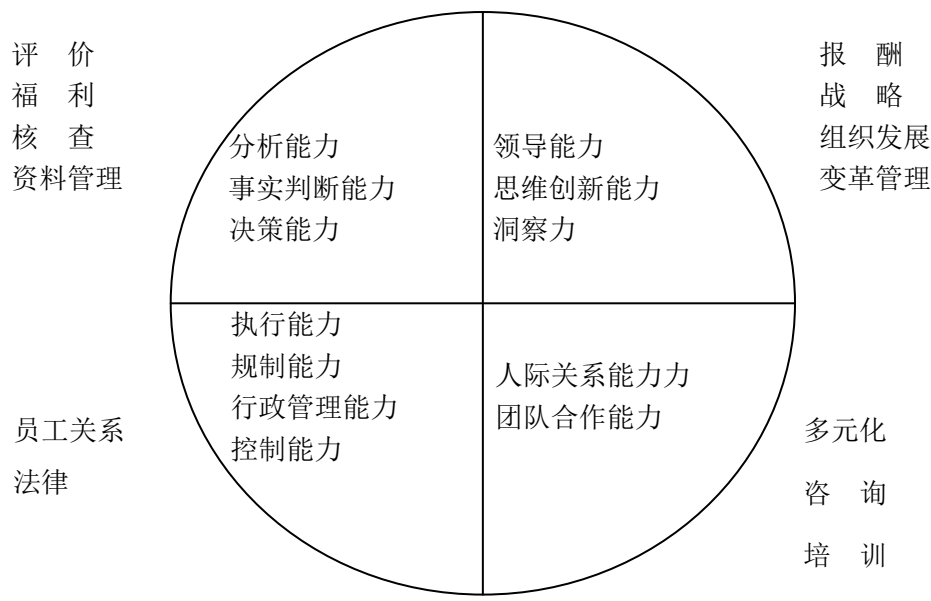 评 价
福 利
核 查
资料管理
分析能力
事实判断能力
决策能力
领导能力
思维创新能力
洞察力
报 酬
战 略
组织发展
变革管理
员工关系
法律
执行能力
规制能力
行政管理能力
控制能力
人际关系能力力
团队合作能力
多元化
咨 询
培 训